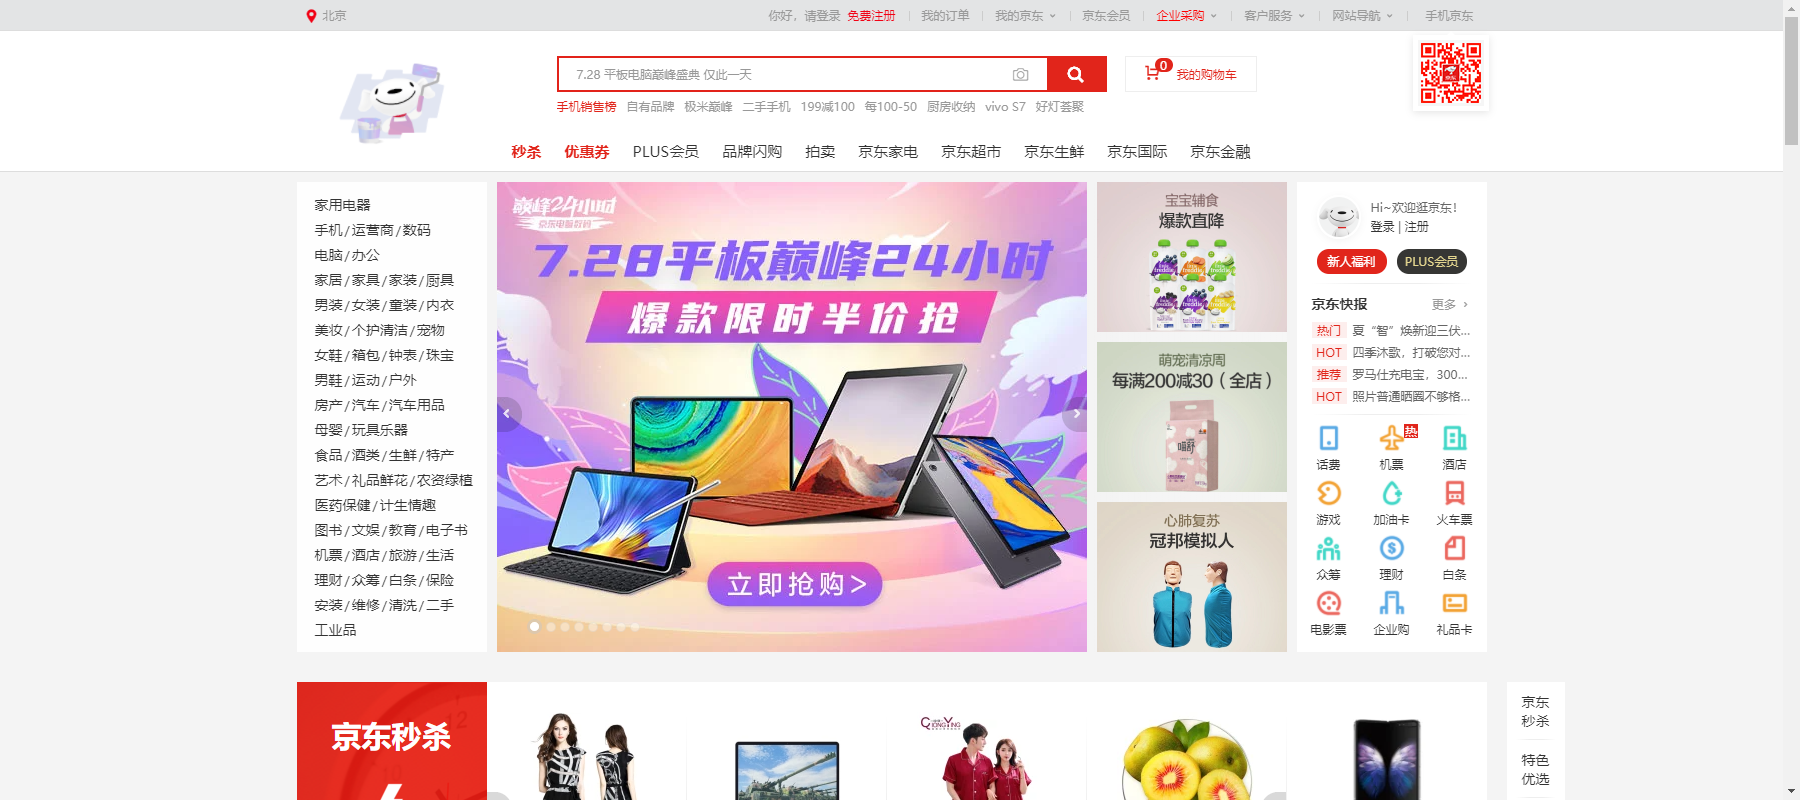 北京
你好，请登录 免费注册 我的订单 我的京东 京东会员 企业采购 客户服务 网站导航 手机京东
7.28 平板电脑巅峰盛典 仅此一天
0 我的购物车
手机销售榜 自有品牌 极米巅峰 二手手机 199减100 每100-50 厨房收纳 vivo S7 好灯荟聚
秒杀 优惠券 PLUS会员 品牌闪购 拍卖 京东家电 京东超市 京东生鲜 京东国际 京东金融
家用电器
手机/运营商/数码
电脑/办公
家居/家具/家装/厨具
男装/女装/童装/内衣
美妆/个护清洁/宠物
女鞋/箱包/钟表/珠宝
男鞋/运动/户外
房产/汽车/汽车用品
母婴/玩具乐器
食品/酒类/生鲜/特产
艺术/礼品鲜花/农资绿植
医药保健/计生情趣
图书/文娱/教育/电子书
机票/酒店/旅游/生活
理财/众筹/白条/保险
安装/维修/清洗/二手
工业品
巅峰24小时
京东电脑数码
7.28平板巅峰24小时
爆款限时半价抢
立即抢购>
宝宝辅食
爆款直降
萌宠清凉周
每满200减30（全店）
喵舒
心肺复苏
冠邦模拟人
Hi~欢迎逛京东!
登录 | 注册
新人福利 PLUS会员
京东快报 更多
热门 夏“智”焕新迎三伏...
HOT 四季沐歌，打破您对...
推荐 罗马仕充电宝，300...
HOT 照片普通晒圈不够格...
热
话费 机票 酒店
游戏 加油卡 火车票
众筹 理财 白条
电影票 企业购 礼品卡
京东秒杀
QIONGYING
京东
秒杀
特色
优选